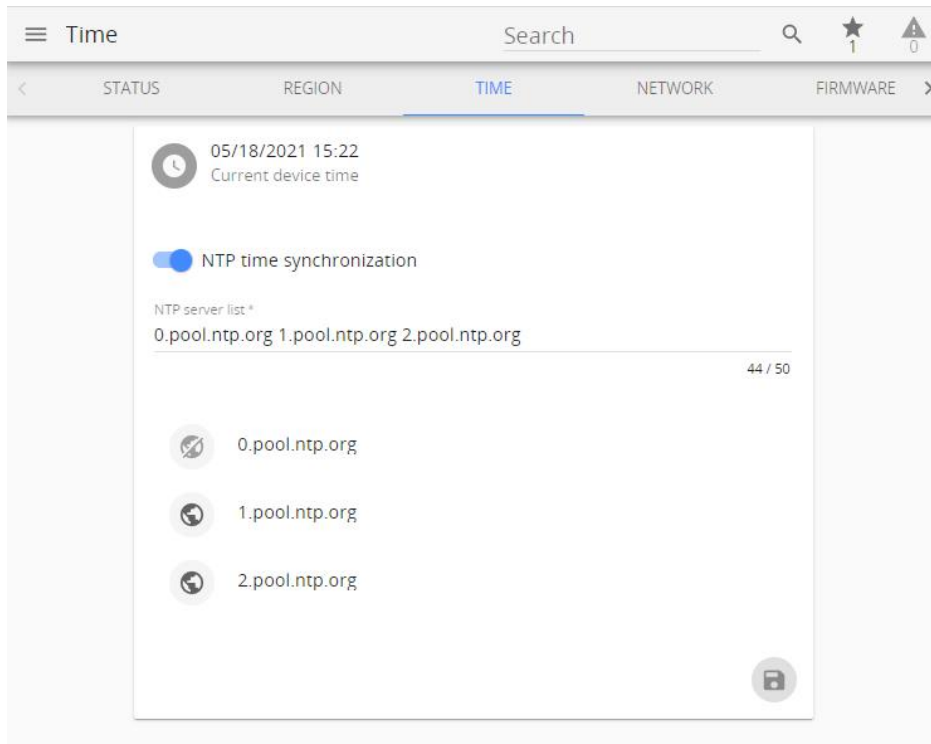 Time Search 1 0
STATUS REGION TIME NETWORK FIRMWARE
05/18/2021 15:22
Current device time
NTP time synchronization
NTP server list *
0.pool.ntp.org 1.pool.ntp.org 2.pool.ntp.org
44 / 50
0.pool.ntp.org
1.pool.ntp.org
2.pool.ntp.org